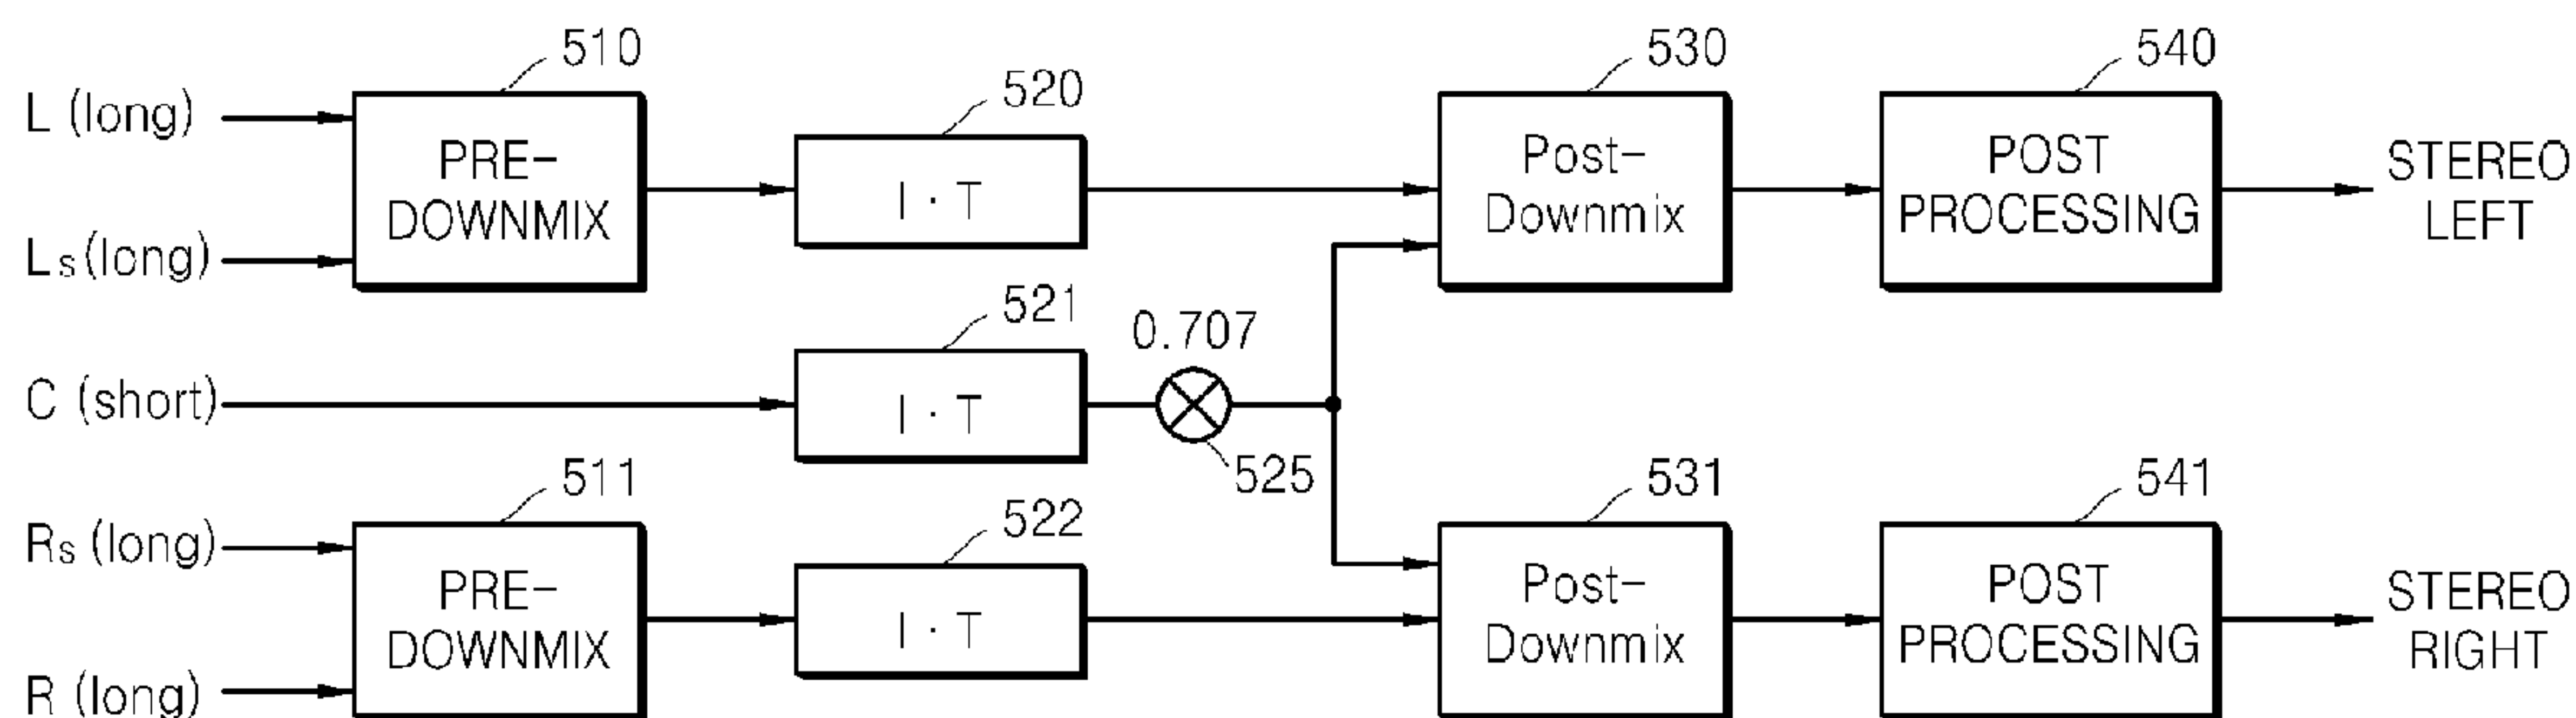 510
520
530
540
L (long)
PRE-
DOWNMIX
I · T
Post-
Downmix
POST
PROCESSING
STEREO
LEFT
Ls (long)
521
0.707
C (short)
I · T
525
511
522
531
541
Rs (long)
PRE-
DOWNMIX
I · T
Post-
Downmix
POST
PROCESSING
STEREO
RIGHT
R (long)